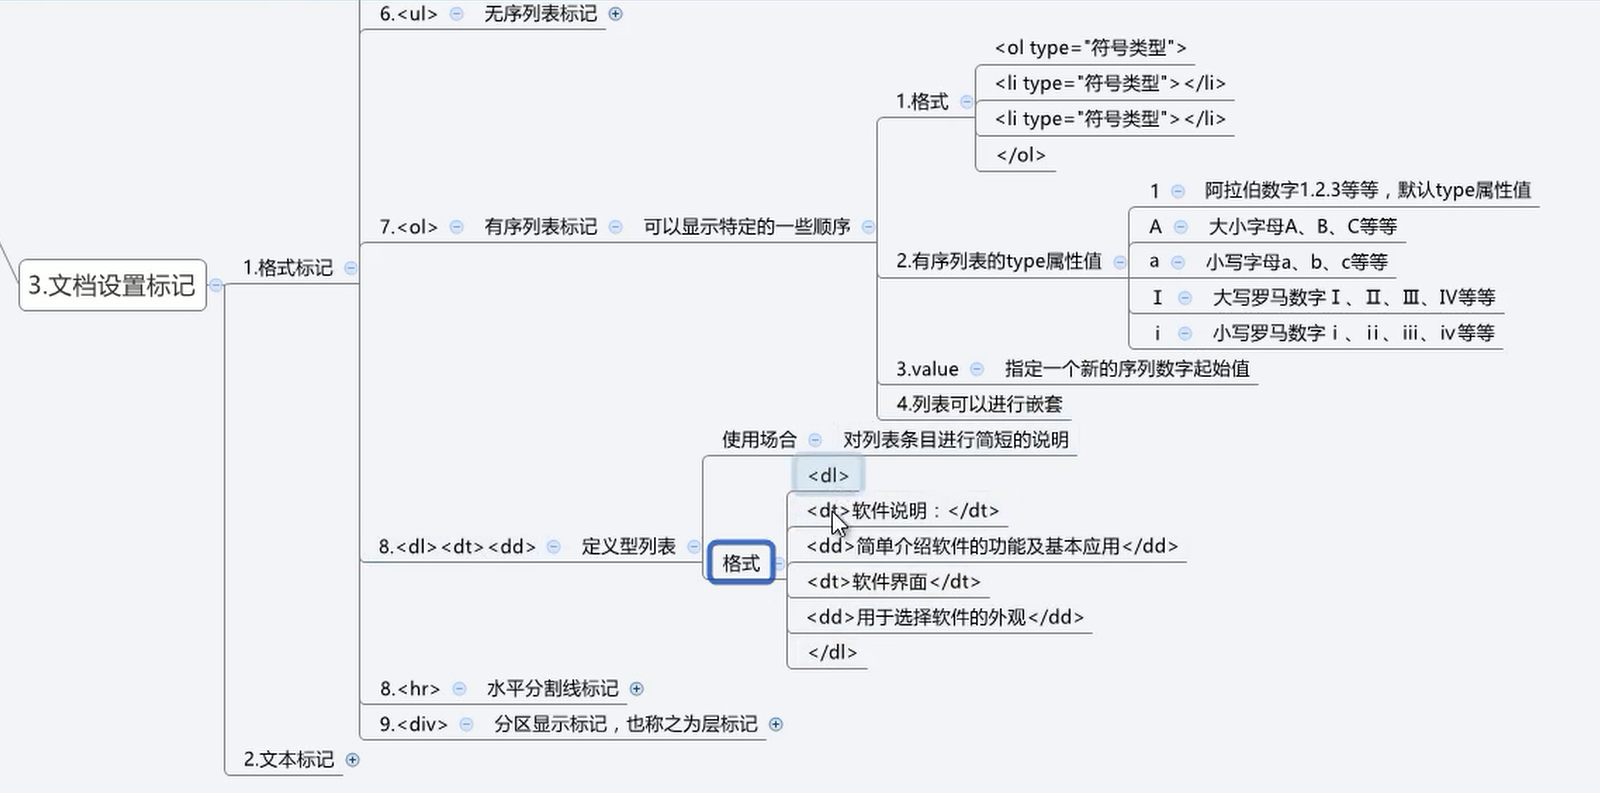 6.<ul> 无序列表标记
<ol type="符号类型">
<li type="符号类型"></li>
1.格式
<li type="符号类型"></li>
</ol>
1 阿拉伯数字1.2.3等等，默认type属性值
7.<ol> 有序列表标记 可以显示特定的一些顺序
A 大小字母A、B、C等等
2.有序列表的type属性值
a 小写字母a、b、c等等
3.文档设置标记
1.格式标记
I 大写罗马数字Ⅰ、Ⅱ、Ⅲ、Ⅳ等等
i 小写罗马数字ⅰ、ⅱ、ⅲ、ⅳ等等
3.value 指定一个新的序列数字起始值
4.列表可以进行嵌套
使用场合 对列表条目进行简短的说明
<dl>
<dt>软件说明：</dt>
8.<dl><dt><dd> 定义型列表
格式
<dd>简单介绍软件的功能及基本应用</dd>
<dt>软件界面</dt>
<dd>用于选择软件的外观</dd>
</dl>
8.<hr> 水平分割线标记
9.<div> 分区显示标记，也称之为层标记
2.文本标记